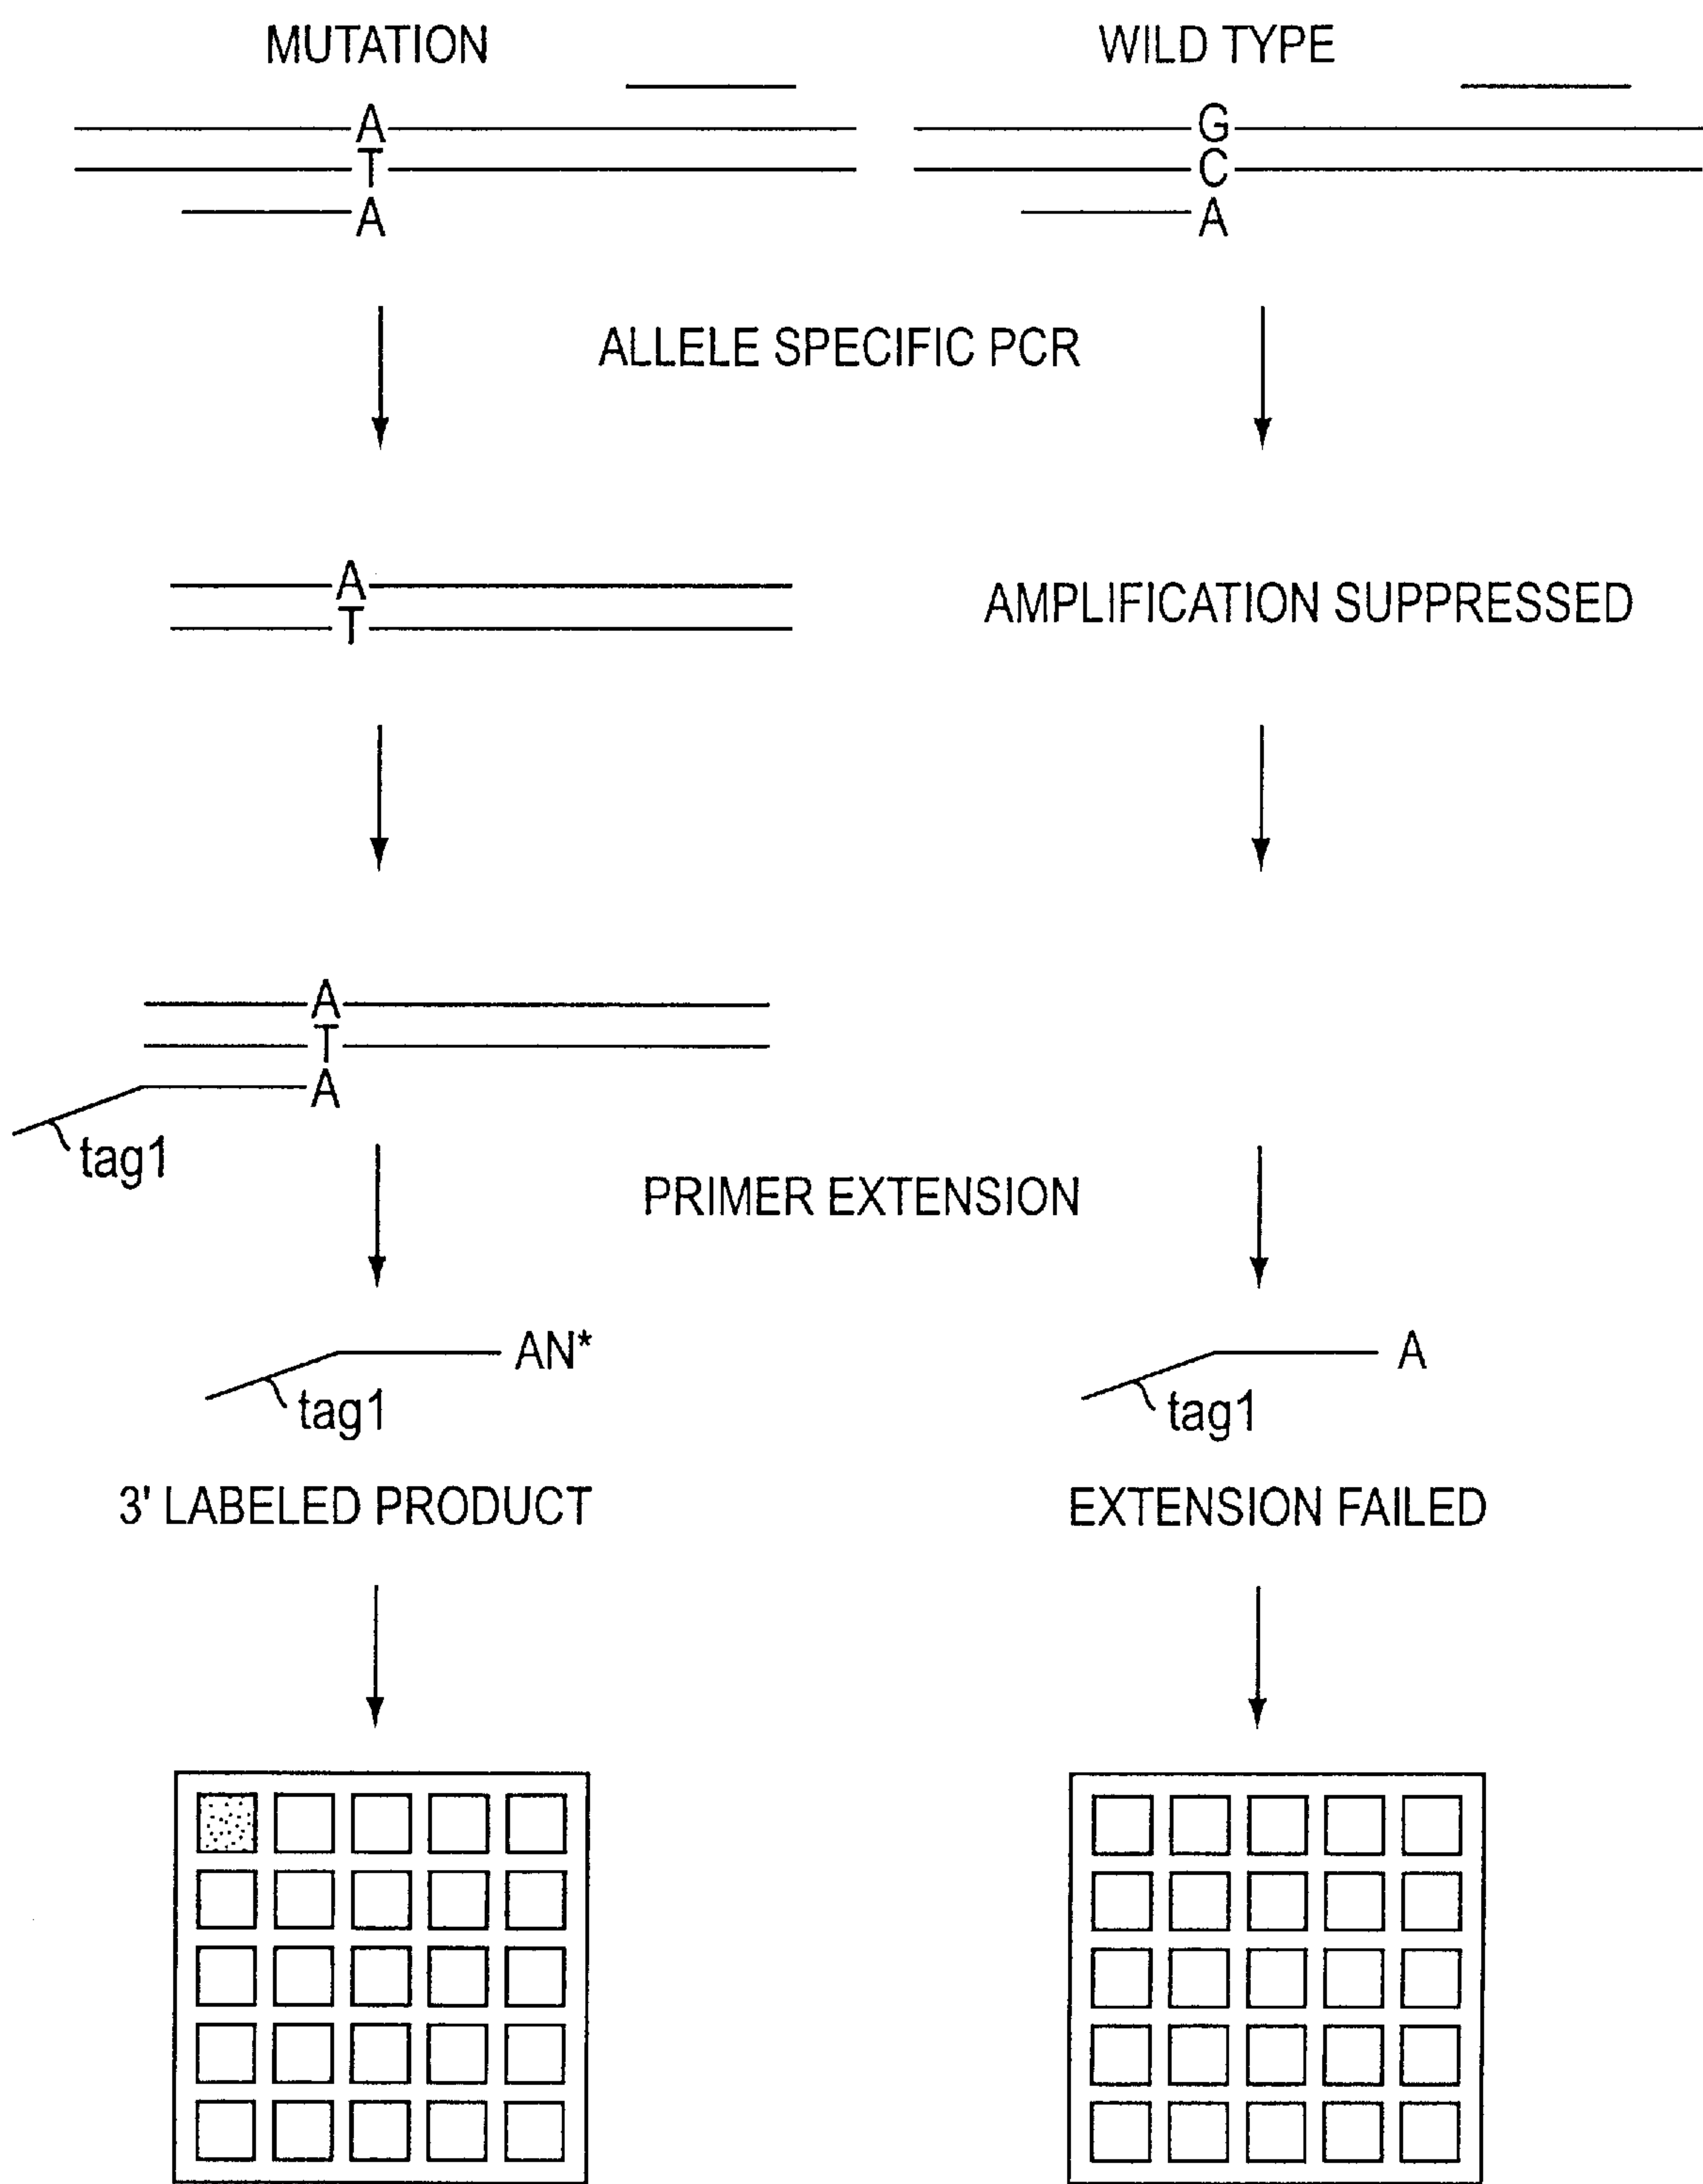 MUTATION WILD TYPE
A G
T C
A A
ALLELE SPECIFIC PCR
A
T
AMPLIFICATION SUPPRESSED
A
T
A
tag1
PRIMER EXTENSION
AN* A
tag1 tag1
3' LABELED PRODUCT EXTENSION FAILED